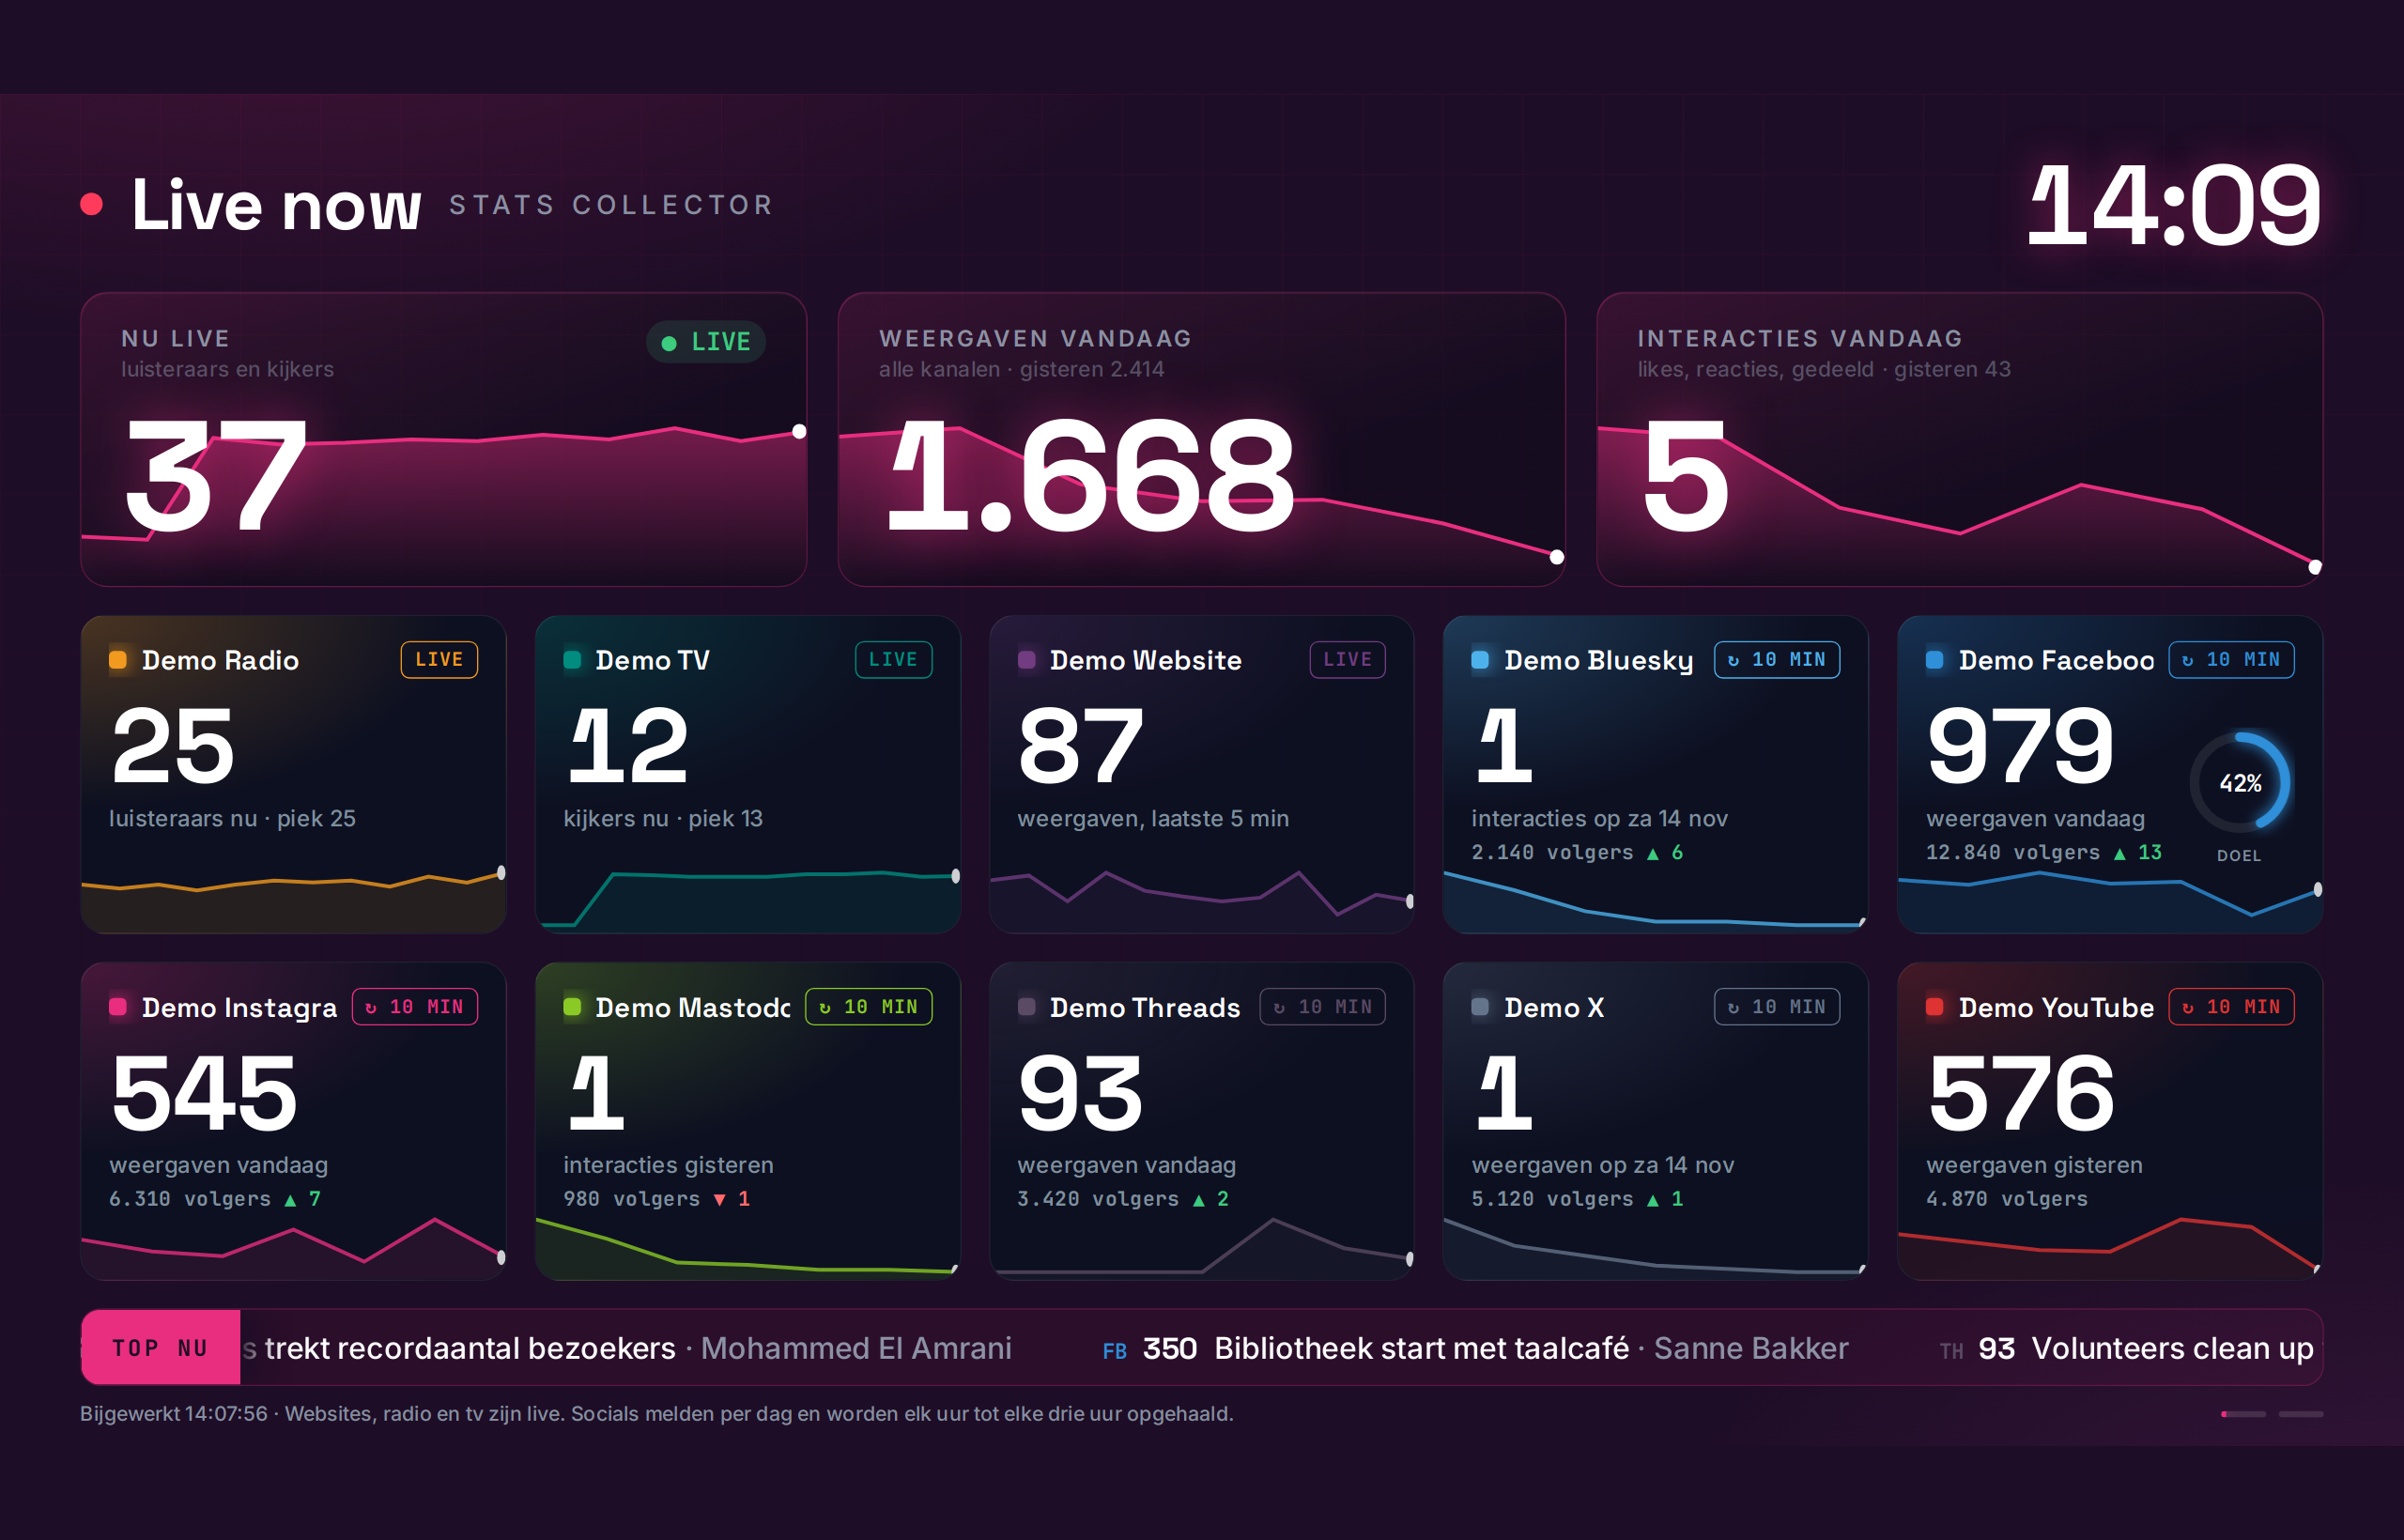 Live now STATS COLLECTOR
14:09
NU LIVE
luisteraars en kijkers
● LIVE
37
WEERGAVEN VANDAAG
alle kanalen · gisteren 2.414
1.668
INTERACTIES VANDAAG
likes, reacties, gedeeld · gisteren 43
5
Demo Radio LIVE
25
luisteraars nu · piek 25
Demo TV LIVE
12
kijkers nu · piek 13
Demo Website LIVE
87
weergaven, laatste 5 min
Demo Bluesky ↻ 10 MIN
1
interacties op za 14 nov
2.140 volgers ▲ 6
Demo Faceboo ↻ 10 MIN
979
weergaven vandaag
12.840 volgers ▲ 13
42%
DOEL
Demo Instagra ↻ 10 MIN
545
weergaven vandaag
6.310 volgers ▲ 7
Demo Mastodo ↻ 10 MIN
1
interacties gisteren
980 volgers ▼ 1
Demo Threads ↻ 10 MIN
93
weergaven vandaag
3.420 volgers ▲ 2
Demo X ↻ 10 MIN
1
weergaven op za 14 nov
5.120 volgers ▲ 1
Demo YouTube ↻ 10 MIN
576
weergaven gisteren
4.870 volgers
TOP NU s trekt recordaantal bezoekers · Mohammed El Amrani FB 350 Bibliotheek start met taalcafé · Sanne Bakker TH 93 Volunteers clean up
Bijgewerkt 14:07:56 · Websites, radio en tv zijn live. Socials melden per dag en worden elk uur tot elke drie uur opgehaald.